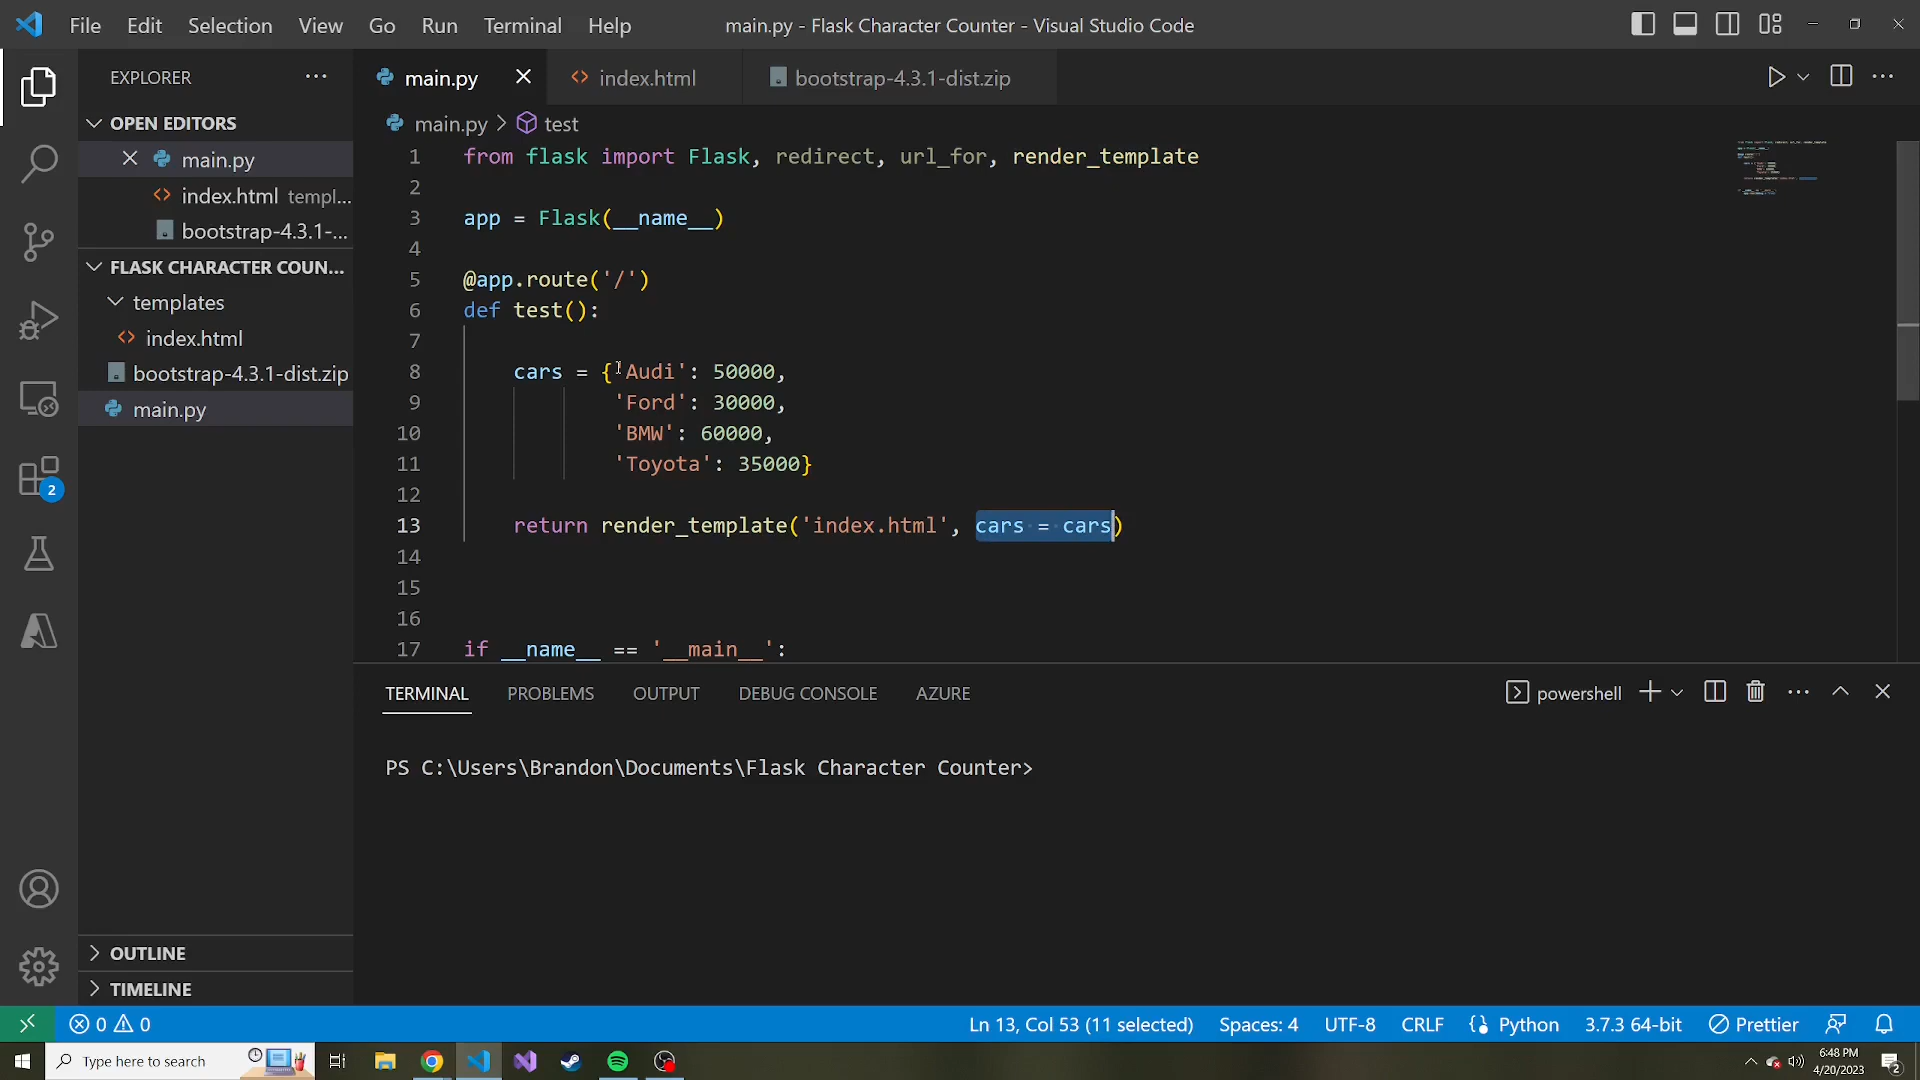 File Edit Selection View Go Run Terminal Help
main.py - Flask Character Counter - Visual Studio Code
EXPLORER
main.py
index.html
bootstrap-4.3.1-dist.zip
OPEN EDITORS
main.py
index.html templ...
bootstrap-4.3.1-...
FLASK CHARACTER COUN...
templates
index.html
bootstrap-4.3.1-dist.zip
main.py
OUTLINE
TIMELINE
2
main.py > test
1 from flask import Flask, redirect, url_for, render_template
2
3 app = Flask(__name__)
4
5 @app.route('/')
6 def test():
7
8 cars = {'Audi': 50000,
9 'Ford': 30000,
10 'BMW': 60000,
11 'Toyota': 35000}
12
13 return render_template('index.html', cars = cars)
14
15
16
17 if __name__ == '__main__':
TERMINAL PROBLEMS OUTPUT DEBUG CONSOLE AZURE
powershell
PS C:\Users\Brandon\Documents\Flask Character Counter>
0 0
Ln 13, Col 53 (11 selected) Spaces: 4 UTF-8 CRLF Python 3.7.3 64-bit Prettier
Type here to search
6:48 PM
4/20/2023
2